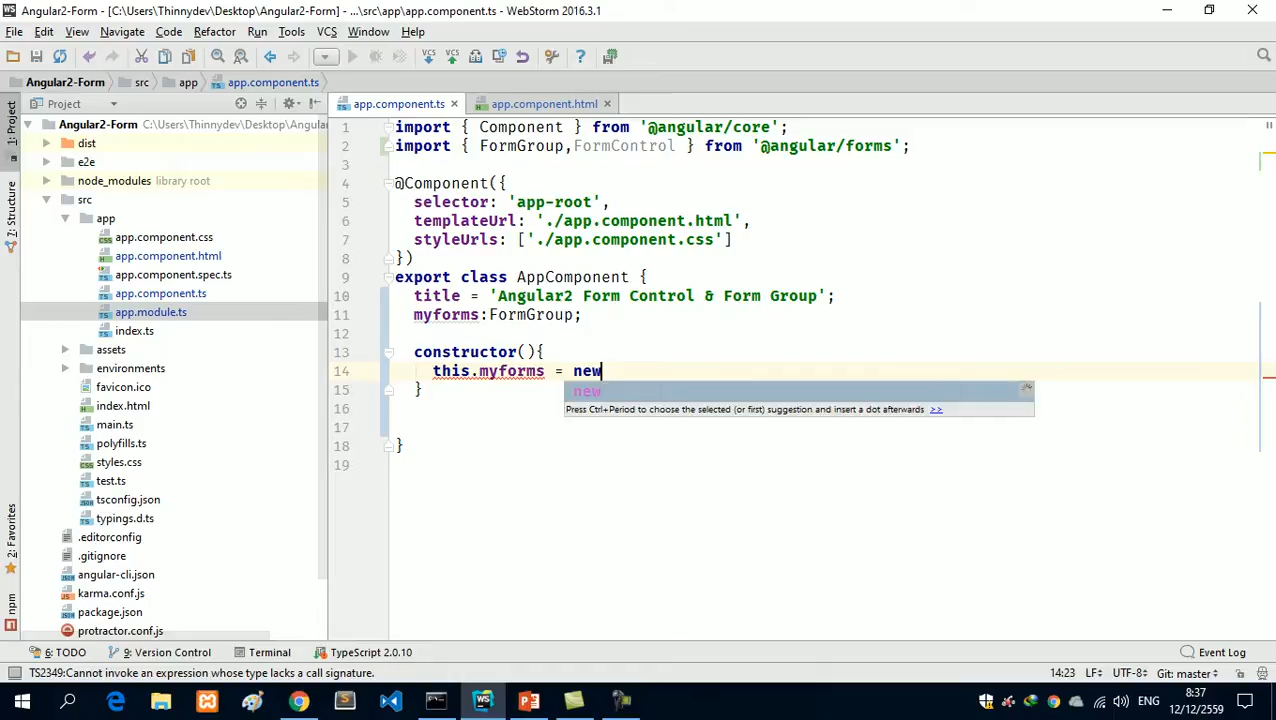 Angular2-Form - [C:\Users\Thinnydev\Desktop\Angular2-Form] - ...\src\app\app.component.ts - WebStorm 2016.3.1
File Edit View Navigate Code Refactor Run Tools VCS Window Help
Angular2-Form src app app.component.ts
Project
app.component.ts
app.component.html
1: Project
7: Structure
2: Favorites
npm
Angular2-Form C:\Users\Thinnydev\Desktop\Angular
dist
e2e
node_modules library root
src
app
app.component.css
app.component.html
app.component.spec.ts
app.component.ts
app.module.ts
index.ts
assets
environments
favicon.ico
index.html
main.ts
polyfills.ts
styles.css
test.ts
tsconfig.json
typings.d.ts
.editorconfig
.gitignore
angular-cli.json
karma.conf.js
package.json
protractor.conf.js
1 import { Component } from '@angular/core';
2 import { FormGroup,FormControl } from '@angular/forms';
3
4 @Component({
5 selector: 'app-root',
6 templateUrl: './app.component.html',
7 styleUrls: ['./app.component.css']
8 })
9 export class AppComponent {
10 title = 'Angular2 Form Control & Form Group';
11 myforms:FormGroup;
12
13 constructor(){
14 this.myforms = new
15 }
16
17
18 }
19
new
Press Ctrl+Period to choose the selected (or first) suggestion and insert a dot afterwards >>
6: TODO 9: Version Control Terminal TypeScript 2.0.10 Event Log
TS2349:Cannot invoke an expression whose type lacks a call signature. 14:23 LF÷ UTF-8÷ Git: master÷
ENG
8:37
12/12/2559